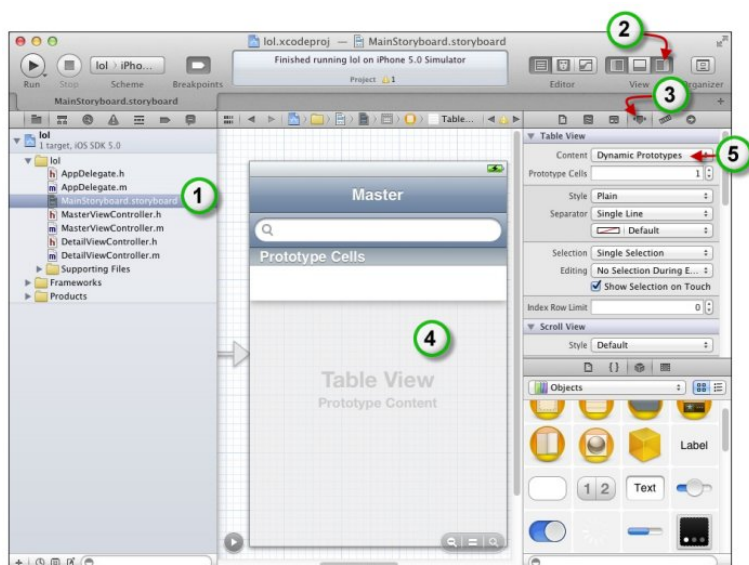 lol.xcodeproj — MainStoryboard.storyboard
2
Run
Stop
lol
iPho...
Scheme
Breakpoints
Finished running lol on iPhone 5.0 Simulator
Project
1
Editor
View
Organizer
MainStoryboard.storyboard
3
lol
1 target, iOS SDK 5.0
lol
AppDelegate.h
AppDelegate.m
MainStoryboard.storyboard
MasterViewController.h
MasterViewController.m
DetailViewController.h
DetailViewController.m
Supporting Files
Frameworks
Products
1
Table...
Master
Prototype Cells
4
Table View
Prototype Content
Table View
Content
Dynamic Prototypes
5
Prototype Cells
1
Style
Plain
Separator
Single Line
Default
Selection
Single Selection
Editing
No Selection During E...
Show Selection on Touch
Index Row Limit
0
Scroll View
Style
Default
Objects
Label
1 2
Text